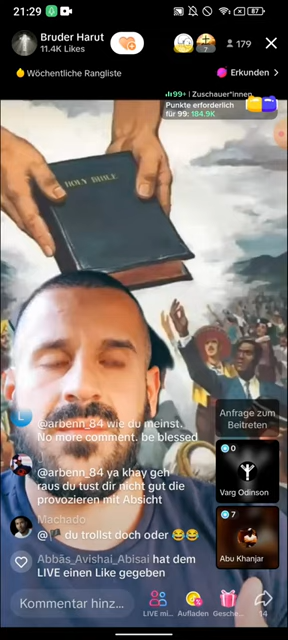 21:29
87
Bruder Harut
11.4K Likes
7
179
Wöchentliche Rangliste
Erkunden >
99+ | Zuschauer*innen
Punkte erforderlich
für 99: 184.9K
HOLY BIBLE
L
@arbenn_84 wie du meinst.
No more comment. be blessed
@arbenn_84 ya khay geh
raus du tust dir nicht gut die
provozieren mit Absicht
Machado
@🏴 du trollst doch oder 😂😂
Abbās_Avishai_Abisai hat dem
LIVE einen Like gegeben
Anfrage zum
Beitreten
0
Varg Odinson
7
Abu Khanjar
Kommentar hinz...
LIVE mi...
Aufladen
Gesche...
14